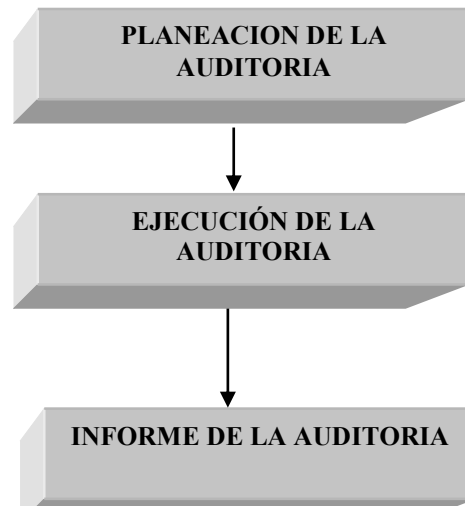 PLANEACION DE LA
AUDITORIA
EJECUCIÓN DE LA
AUDITORIA
INFORME DE LA AUDITORIA